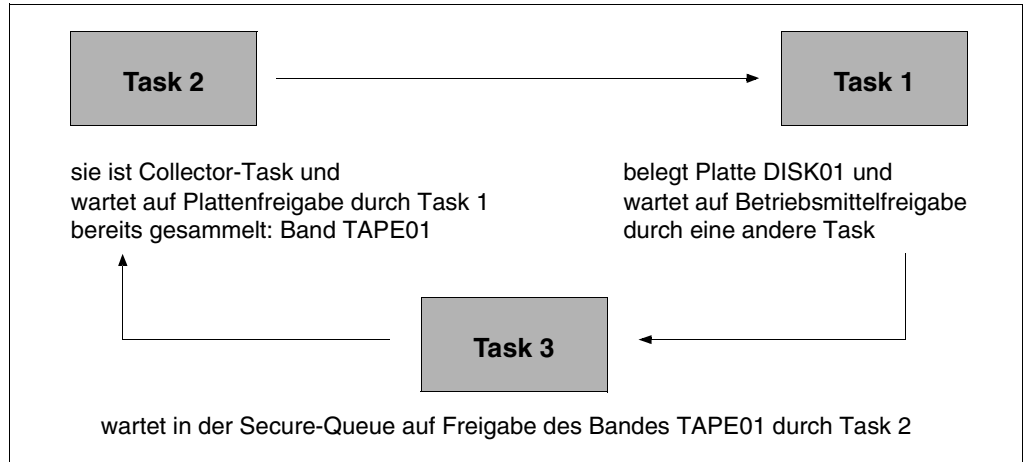 Task 2
Task 1
sie ist Collector-Task und
wartet auf Plattenfreigabe durch Task 1
bereits gesammelt: Band TAPE01
belegt Platte DISK01 und
wartet auf Betriebsmittelfreigabe
durch eine andere Task
Task 3
wartet in der Secure-Queue auf Freigabe des Bandes TAPE01 durch Task 2